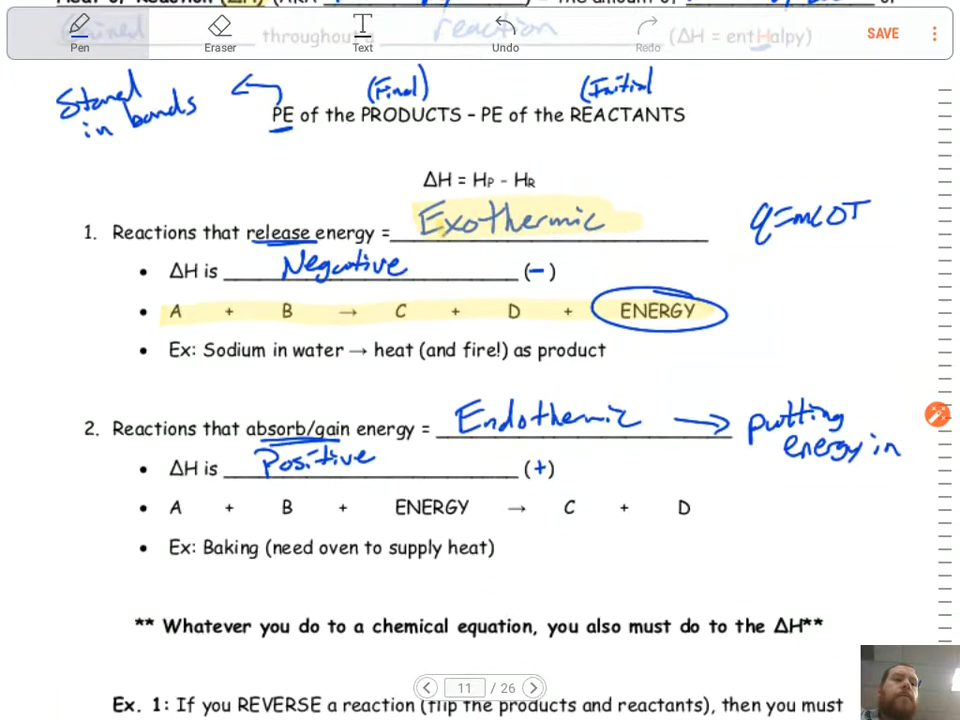 Pen
Eraser
Text
Undo
Redo
SAVE
throughout a reaction (ΔH = entHalpy)
Stored in bonds
(Final)
(Initial
PE of the PRODUCTS – PE of the REACTANTS
ΔH = HP - HR
1. Reactions that release energy = Exothermic
q=mCΔT
• ΔH is Negative (-)
• A + B → C + D + ENERGY
• Ex: Sodium in water → heat (and fire!) as product
2. Reactions that absorb/gain energy = Endothermic → putting energy in
• ΔH is Positive (+)
• A + B + ENERGY → C + D
• Ex: Baking (need oven to supply heat)
** Whatever you do to a chemical equation, you also must do to the ΔH**
11 / 26
Ex. 1: If you REVERSE a reaction (flip the products and reactants), then you must